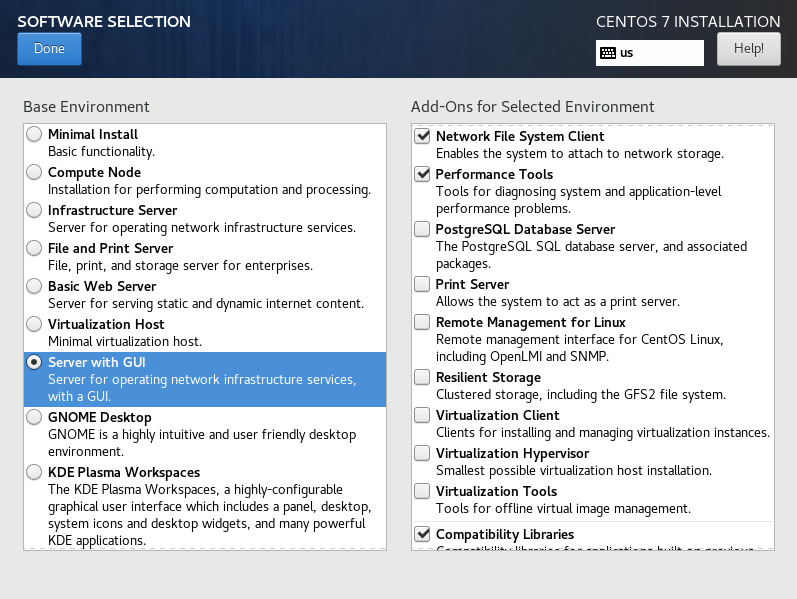 SOFTWARE SELECTION
CENTOS 7 INSTALLATION
Done
us
Help!
Base Environment
Minimal Install
Basic functionality.
Compute Node
Installation for performing computation and processing.
Infrastructure Server
Server for operating network infrastructure services.
File and Print Server
File, print, and storage server for enterprises.
Basic Web Server
Server for serving static and dynamic internet content.
Virtualization Host
Minimal virtualization host.
Server with GUI
Server for operating network infrastructure services,
with a GUI.
GNOME Desktop
GNOME is a highly intuitive and user friendly desktop
environment.
KDE Plasma Workspaces
The KDE Plasma Workspaces, a highly-configurable
graphical user interface which includes a panel, desktop,
system icons and desktop widgets, and many powerful
KDE applications.
Add-Ons for Selected Environment
Network File System Client
Enables the system to attach to network storage.
Performance Tools
Tools for diagnosing system and application-level
performance problems.
PostgreSQL Database Server
The PostgreSQL SQL database server, and associated
packages.
Print Server
Allows the system to act as a print server.
Remote Management for Linux
Remote management interface for CentOS Linux,
including OpenLMI and SNMP.
Resilient Storage
Clustered storage, including the GFS2 file system.
Virtualization Client
Clients for installing and managing virtualization instances.
Virtualization Hypervisor
Smallest possible virtualization host installation.
Virtualization Tools
Tools for offline virtual image management.
Compatibility Libraries
Compatibility libraries for applications built on previous